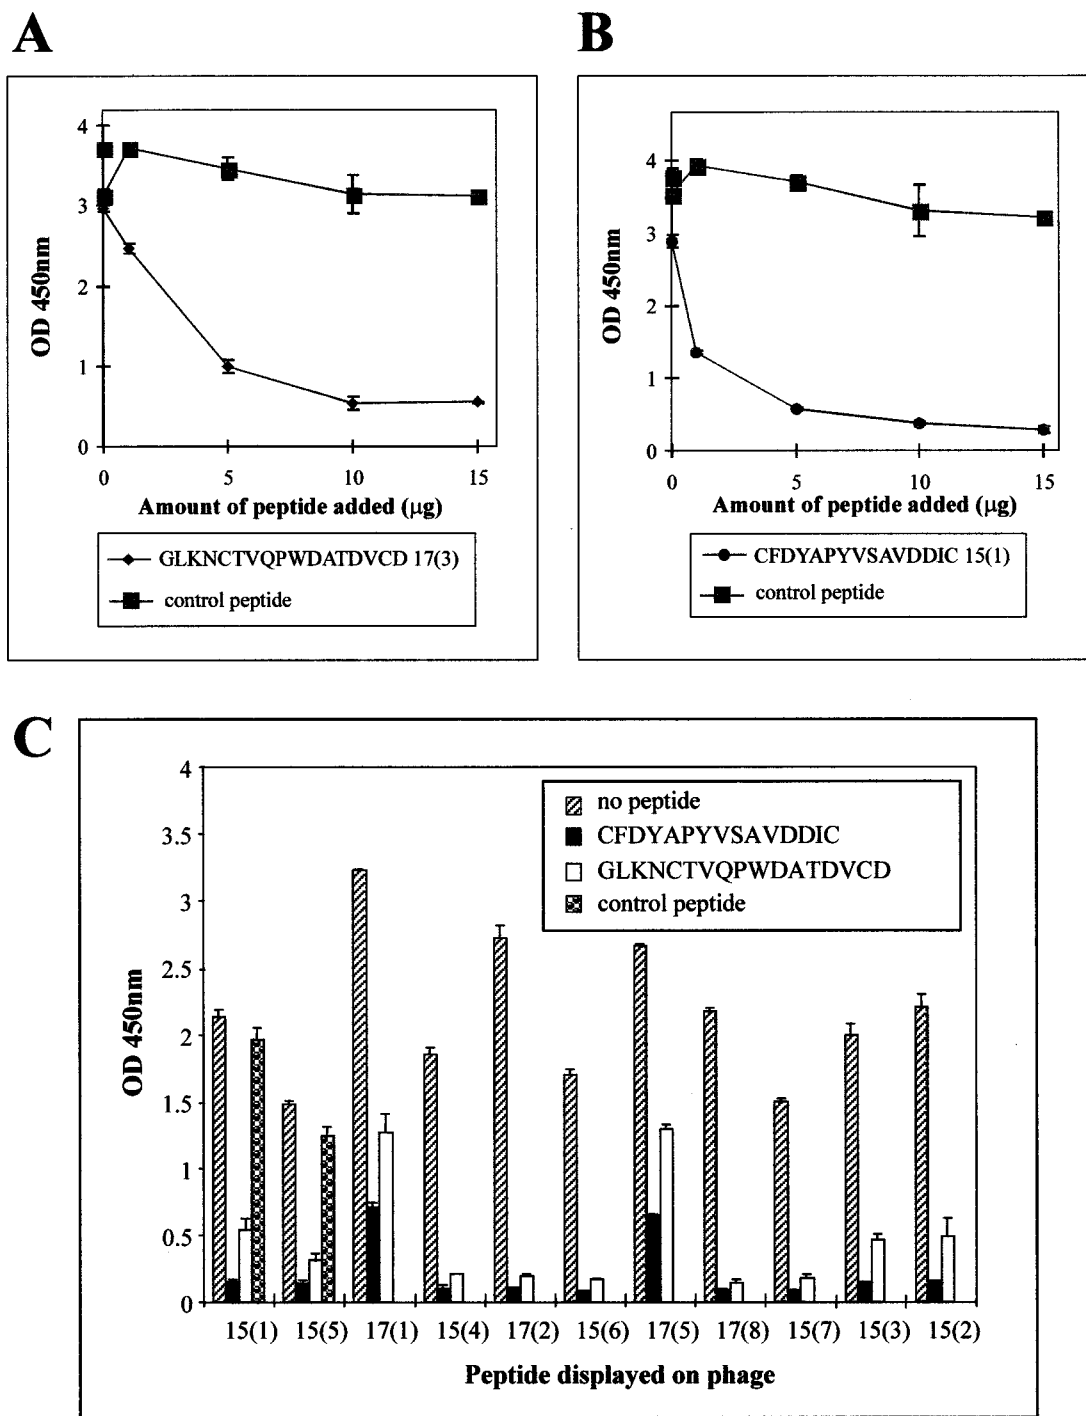 A
B
4
3
2
1
0
OD 450nm
0 5 10 15
Amount of peptide added (μg)
GLKNCTVQPWDATDVCD 17(3)
control peptide
4
3
2
1
0
OD 450nm
0 5 10 15
Amount of peptide added (μg)
CFDYAPYVSAVDDIC 15(1)
control peptide
C
4
3.5
3
2.5
2
1.5
1
0.5
0
OD 450nm
no peptide
CFDYAPYVSAVDDIC
GLKNCTVQPWDATDVCD
control peptide
15(1) 15(5) 17(1) 15(4) 17(2) 15(6) 17(5) 17(8) 15(7) 15(3) 15(2)
Peptide displayed on phage